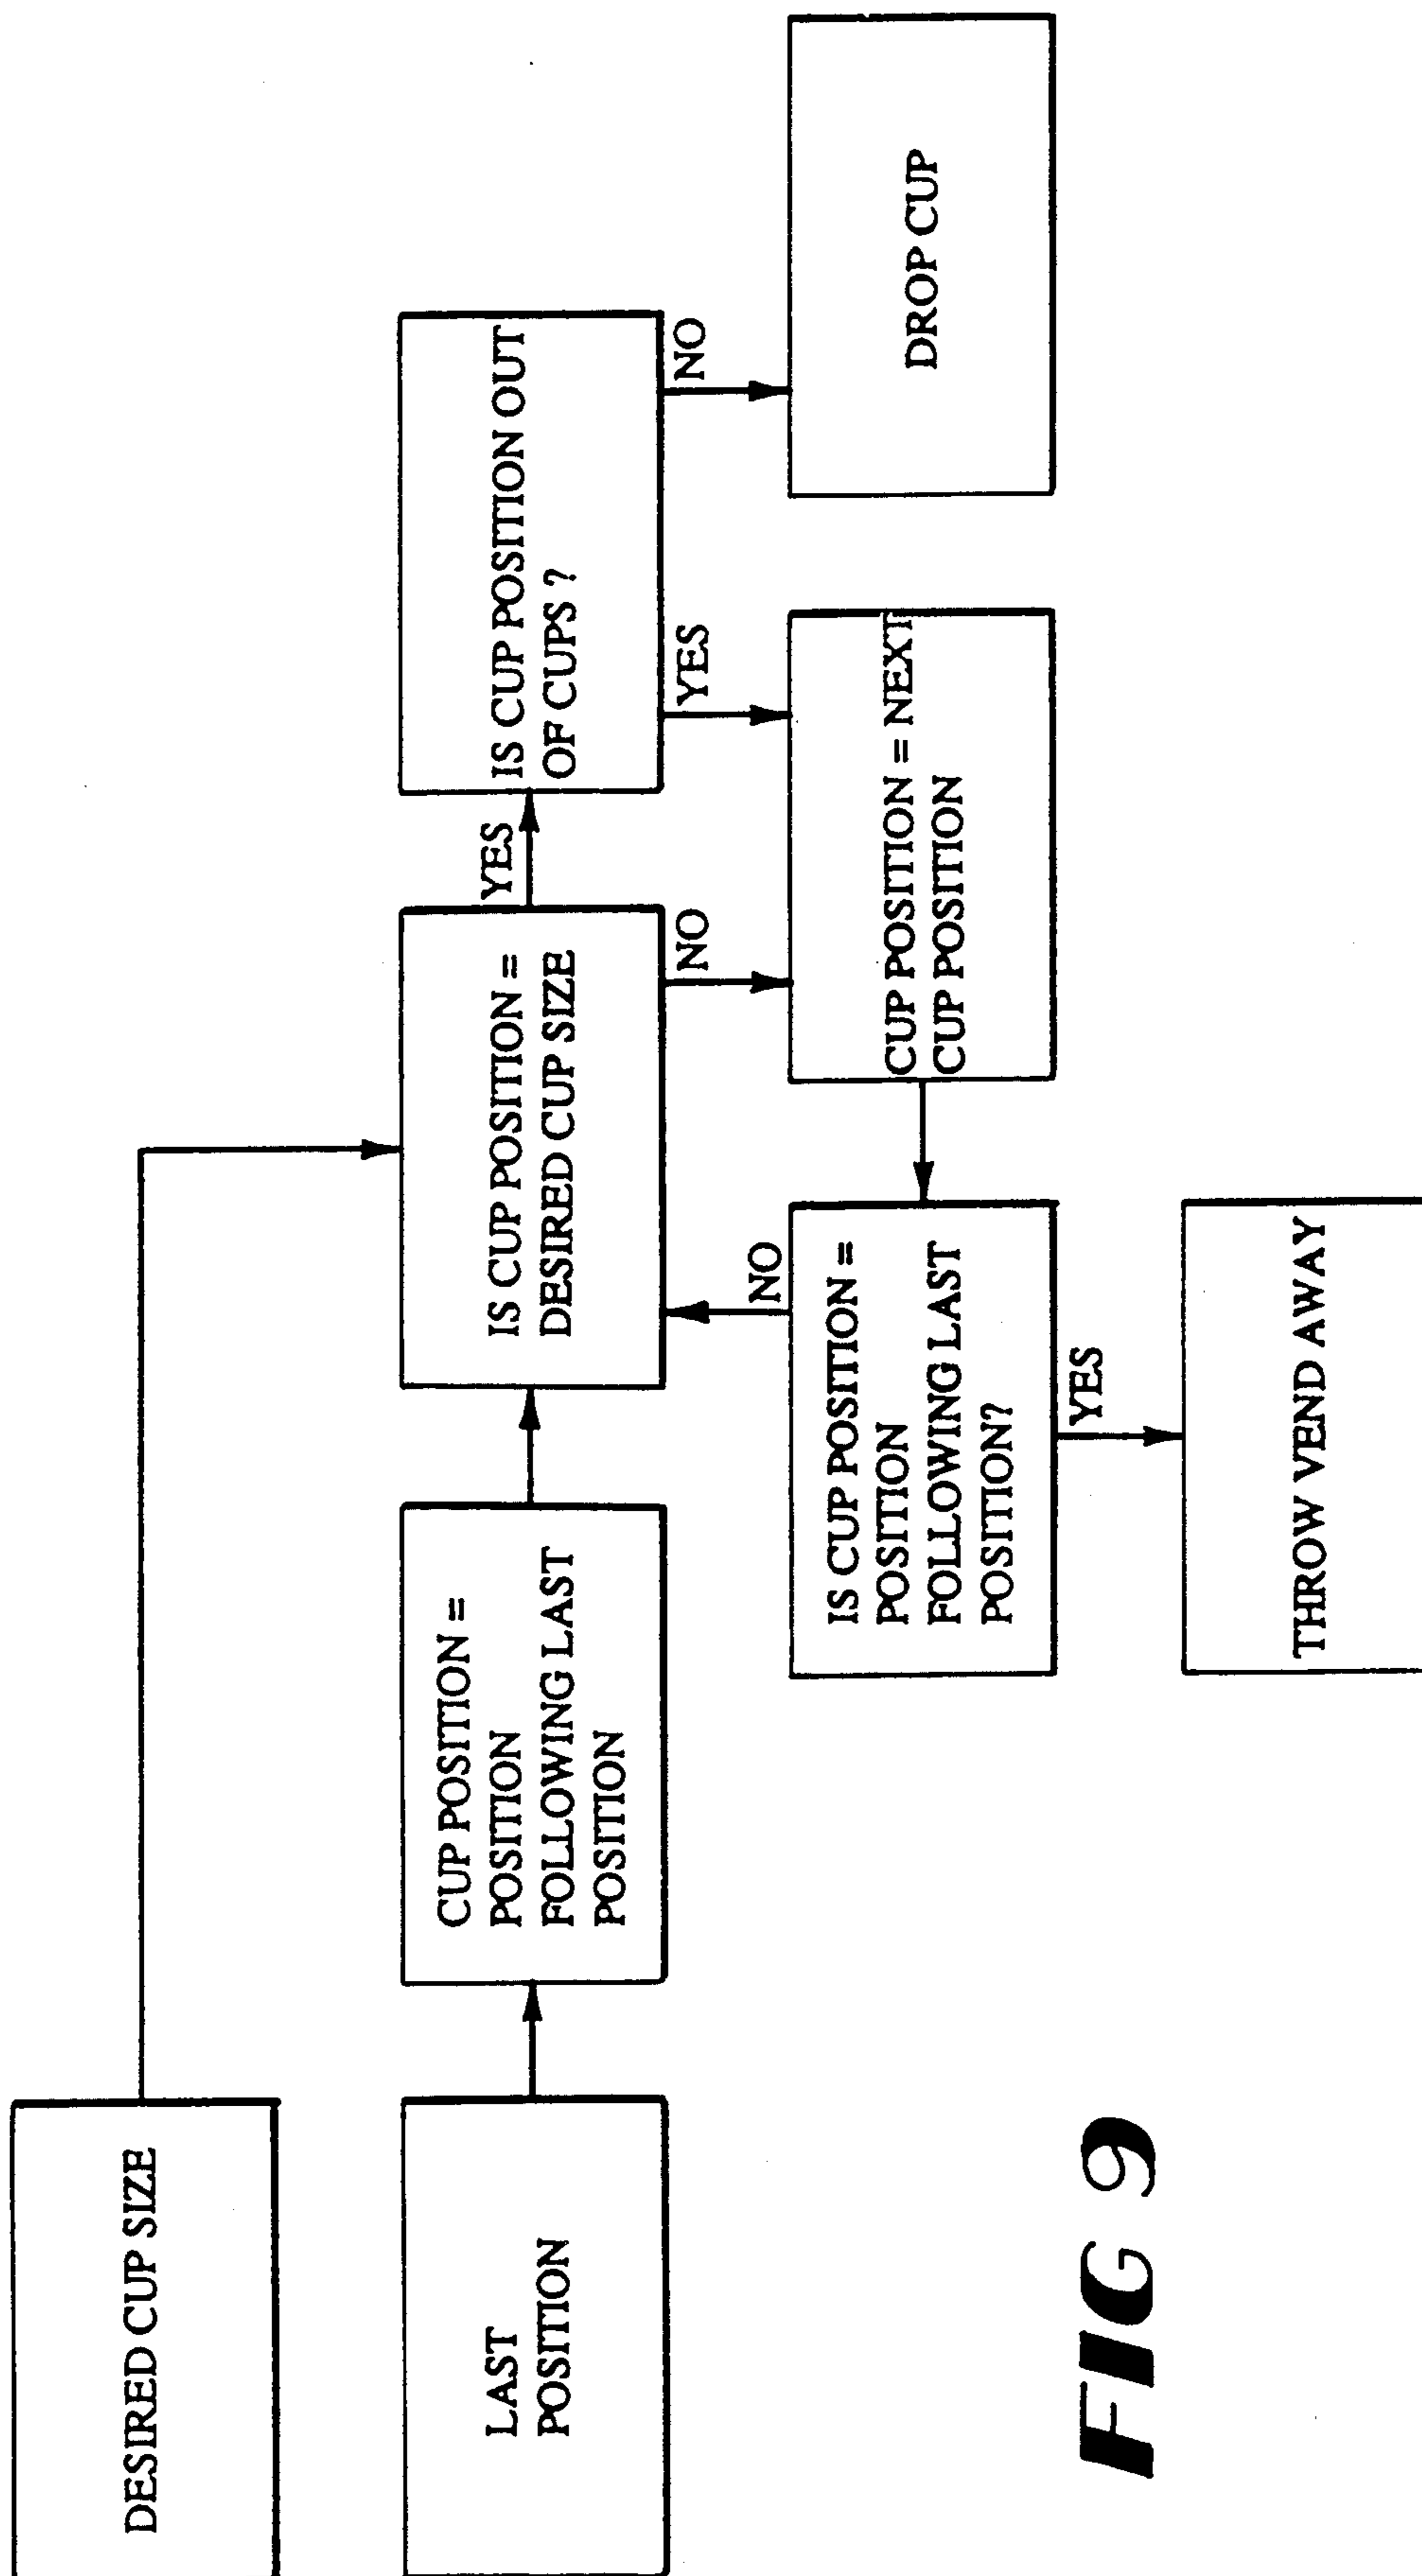 DESIRED CUP SIZE
LAST
POSITION
CUP POSITION =
POSITION
FOLLOWING LAST
POSITION
IS CUP POSITION =
DESIRED CUP SIZE
YES
IS CUP POSITION OUT
OF CUPS ?
NO
NO
YES
NO
IS CUP POSITION =
POSITION
FOLLOWING LAST
POSITION?
CUP POSITION = NEXT
CUP POSITION
DROP CUP
YES
THROW VEND AWAY
FIG 9